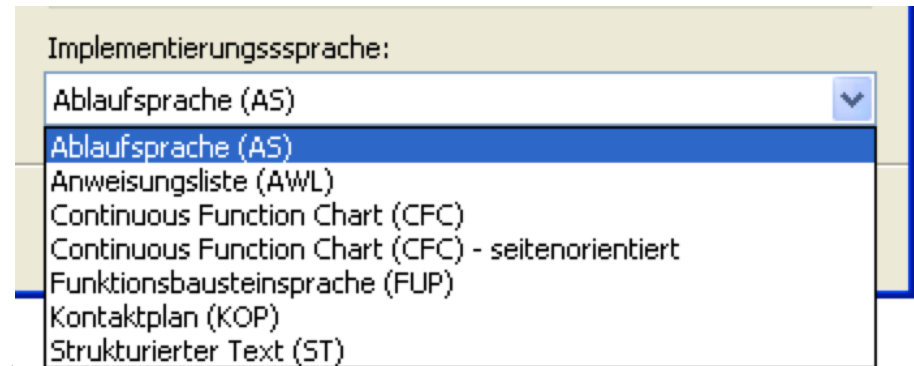 Implementierungsssprache:
Ablaufsprache (AS)
Ablaufsprache (AS)
Anweisungsliste (AWL)
Continuous Function Chart (CFC)
Continuous Function Chart (CFC) - seitenorientiert
Funktionsbausteinsprache (FUP)
Kontaktplan (KOP)
Strukturierter Text (ST)